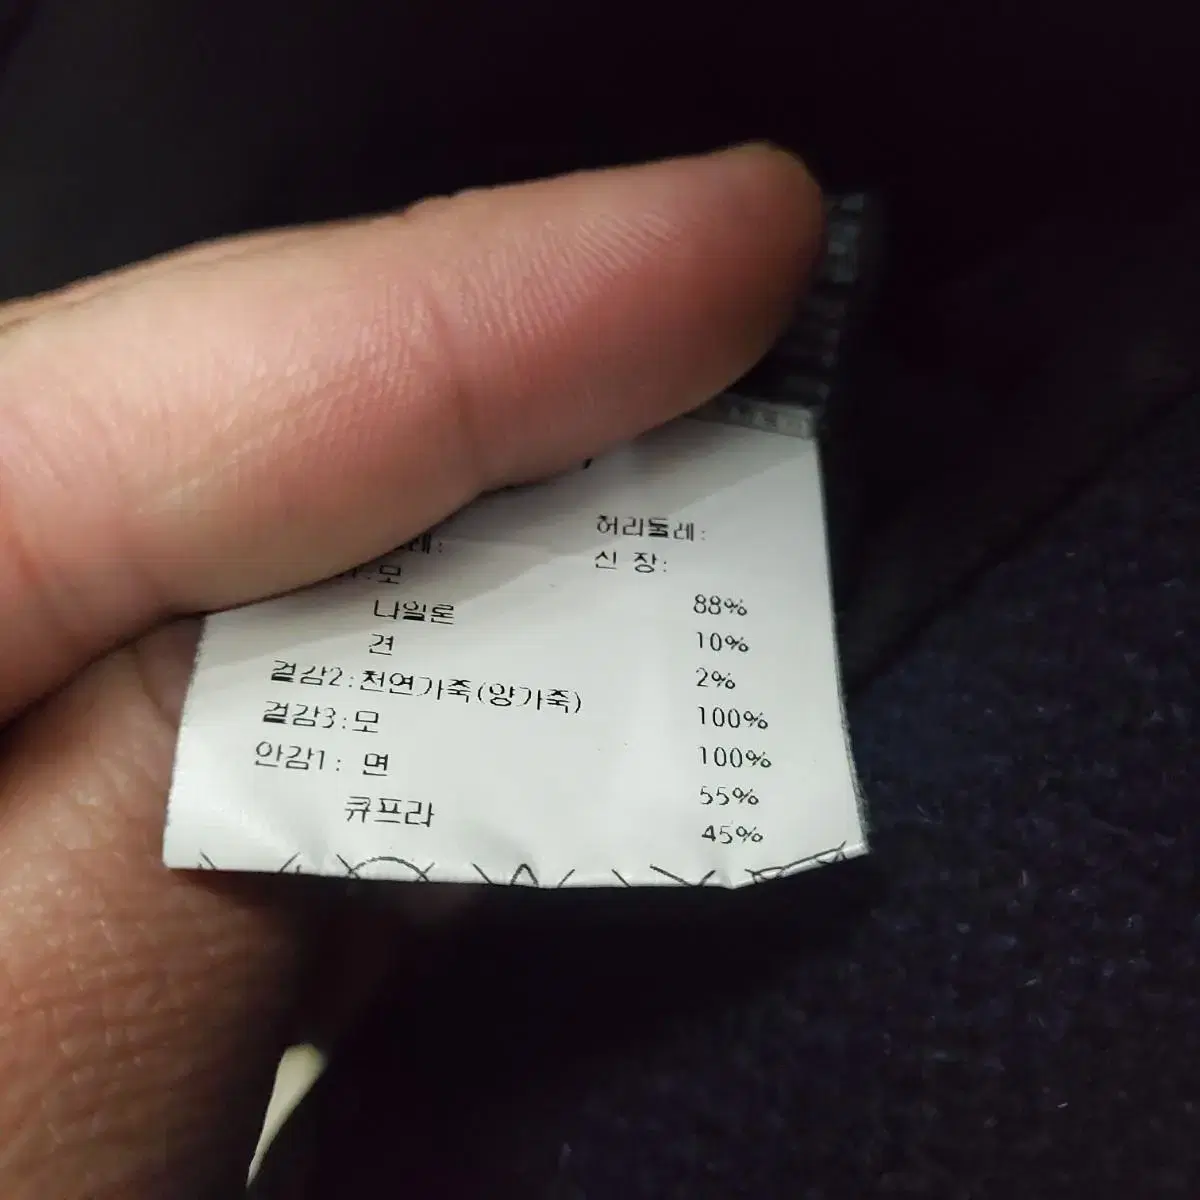 허리둘레:
신 장:
모 88%
나일론 10%
견 2%
겉감2:천연가죽(양가죽) 100%
겉감3:모 100%
안감1: 면 55%
큐프라 45%